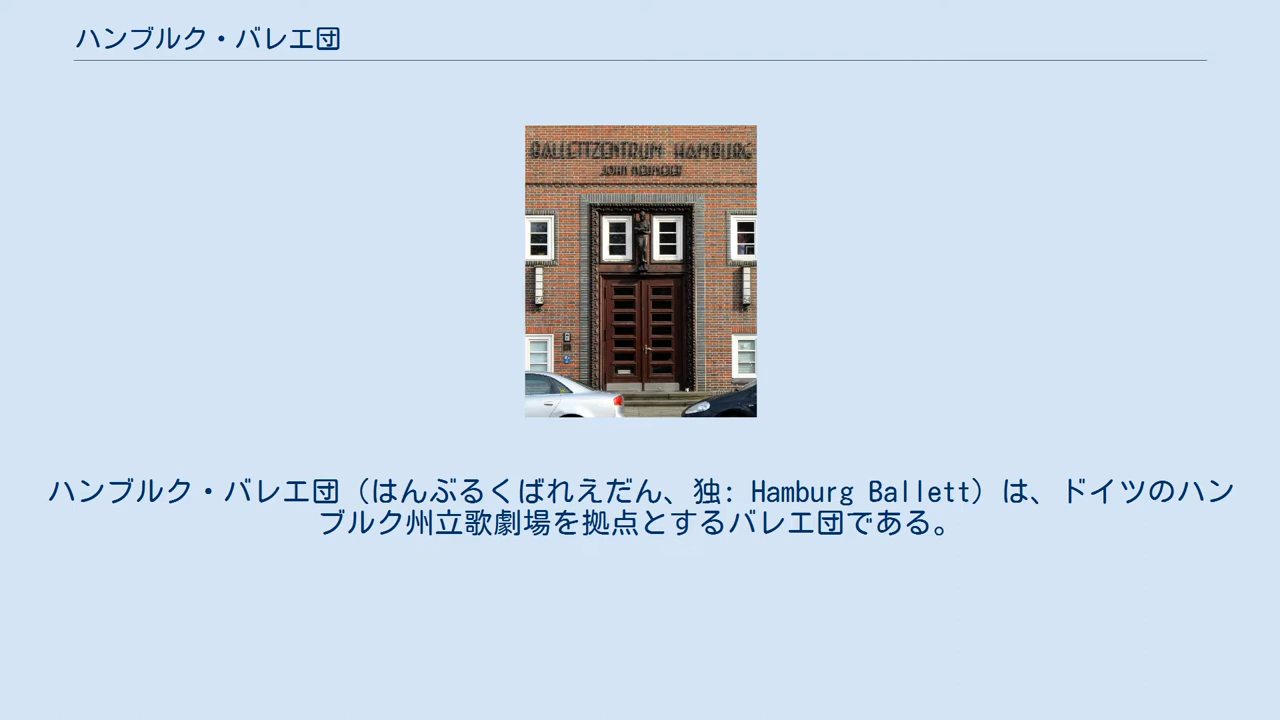 ハンブルク・バレエ団
BALLETTZENTRUM HAMBURG
JOHN NEUMEIER
ハンブルク・バレエ団（はんぶるくばれえだん、独: Hamburg Ballett）は、ドイツのハン
ブルク州立歌劇場を拠点とするバレエ団である。